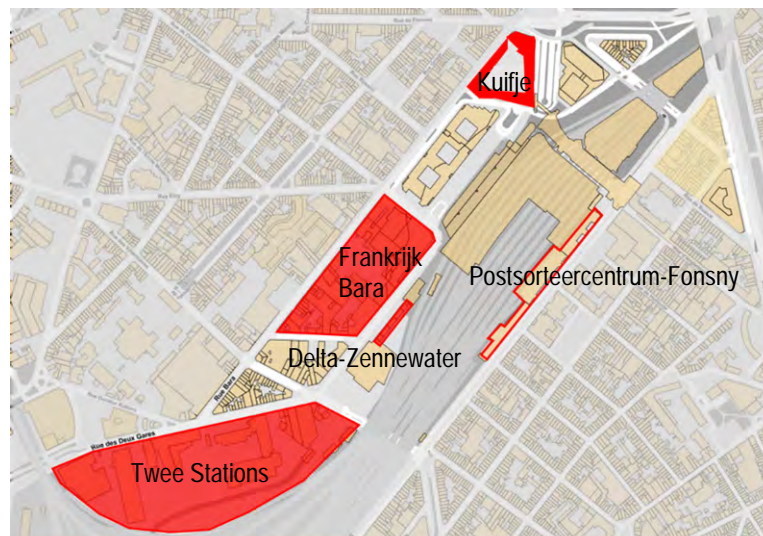 Kuifje
Frankrijk
Bara
Postsorteercentrum-Fonsny
Delta-Zennewater
Rue Bara
Rue des Deux Gares
Twee Stations